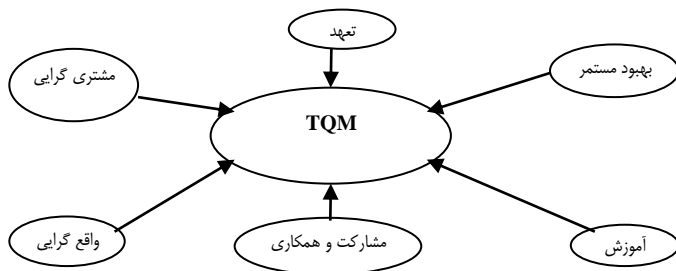 تعهد
مشتری گرایی
بهبود مستمر
TQM
واقع گرایی
مشارکت و همکاری
آموزش